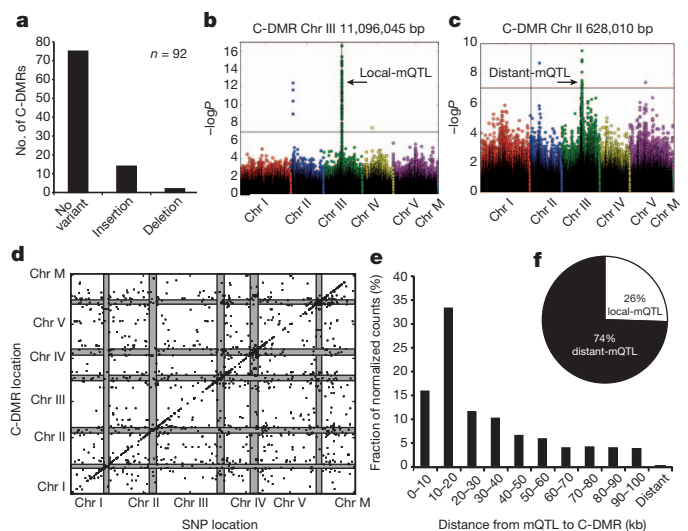 a
No. of C-DMRs
80
70
60
50
40
30
20
10
0
n = 92
No variant
Insertion
Deletion
b
C-DMR Chr III 11,096,045 bp
–logP
16
14
12
10
8
6
4
2
0
Local-mQTL
Chr I
Chr II
Chr III
Chr IV
Chr V
Chr M
c
C-DMR Chr II 628,010 bp
–logP
10
8
6
4
2
0
Distant-mQTL
Chr I
Chr II
Chr III
Chr IV
Chr V
Chr M
d
C-DMR location
Chr M
Chr V
Chr IV
Chr III
Chr II
Chr I
Chr I
Chr II
Chr III
Chr IV
Chr V
Chr M
SNP location
e
Fraction of normalized counts (%)
40
35
30
25
20
15
10
5
0
0–10
10–20
20–30
30–40
40–50
50–60
60–70
70–80
80–90
90–100
Distant
Distance from mQTL to C-DMR (kb)
f
26%
local-mQTL
74%
distant-mQTL